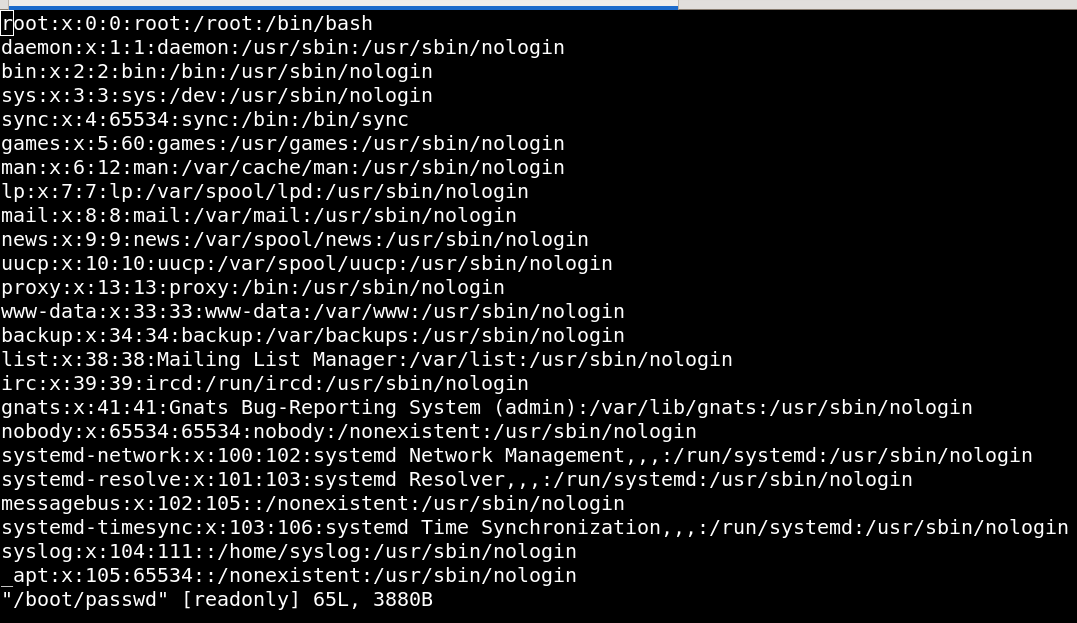 root:x:0:0:root:/root:/bin/bash
daemon:x:1:1:daemon:/usr/sbin:/usr/sbin/nologin
bin:x:2:2:bin:/bin:/usr/sbin/nologin
sys:x:3:3:sys:/dev:/usr/sbin/nologin
sync:x:4:65534:sync:/bin:/bin/sync
games:x:5:60:games:/usr/games:/usr/sbin/nologin
man:x:6:12:man:/var/cache/man:/usr/sbin/nologin
lp:x:7:7:lp:/var/spool/lpd:/usr/sbin/nologin
mail:x:8:8:mail:/var/mail:/usr/sbin/nologin
news:x:9:9:news:/var/spool/news:/usr/sbin/nologin
uucp:x:10:10:uucp:/var/spool/uucp:/usr/sbin/nologin
proxy:x:13:13:proxy:/bin:/usr/sbin/nologin
www-data:x:33:33:www-data:/var/www:/usr/sbin/nologin
backup:x:34:34:backup:/var/backups:/usr/sbin/nologin
list:x:38:38:Mailing List Manager:/var/list:/usr/sbin/nologin
irc:x:39:39:ircd:/run/ircd:/usr/sbin/nologin
gnats:x:41:41:Gnats Bug-Reporting System (admin):/var/lib/gnats:/usr/sbin/nologin
nobody:x:65534:65534:nobody:/nonexistent:/usr/sbin/nologin
systemd-network:x:100:102:systemd Network Management,,,:/run/systemd:/usr/sbin/nologin
systemd-resolve:x:101:103:systemd Resolver,,,:/run/systemd:/usr/sbin/nologin
messagebus:x:102:105::/nonexistent:/usr/sbin/nologin
systemd-timesync:x:103:106:systemd Time Synchronization,,,:/run/systemd:/usr/sbin/nologin
syslog:x:104:111::/home/syslog:/usr/sbin/nologin
_apt:x:105:65534::/nonexistent:/usr/sbin/nologin
"/boot/passwd" [readonly] 65L, 3880B